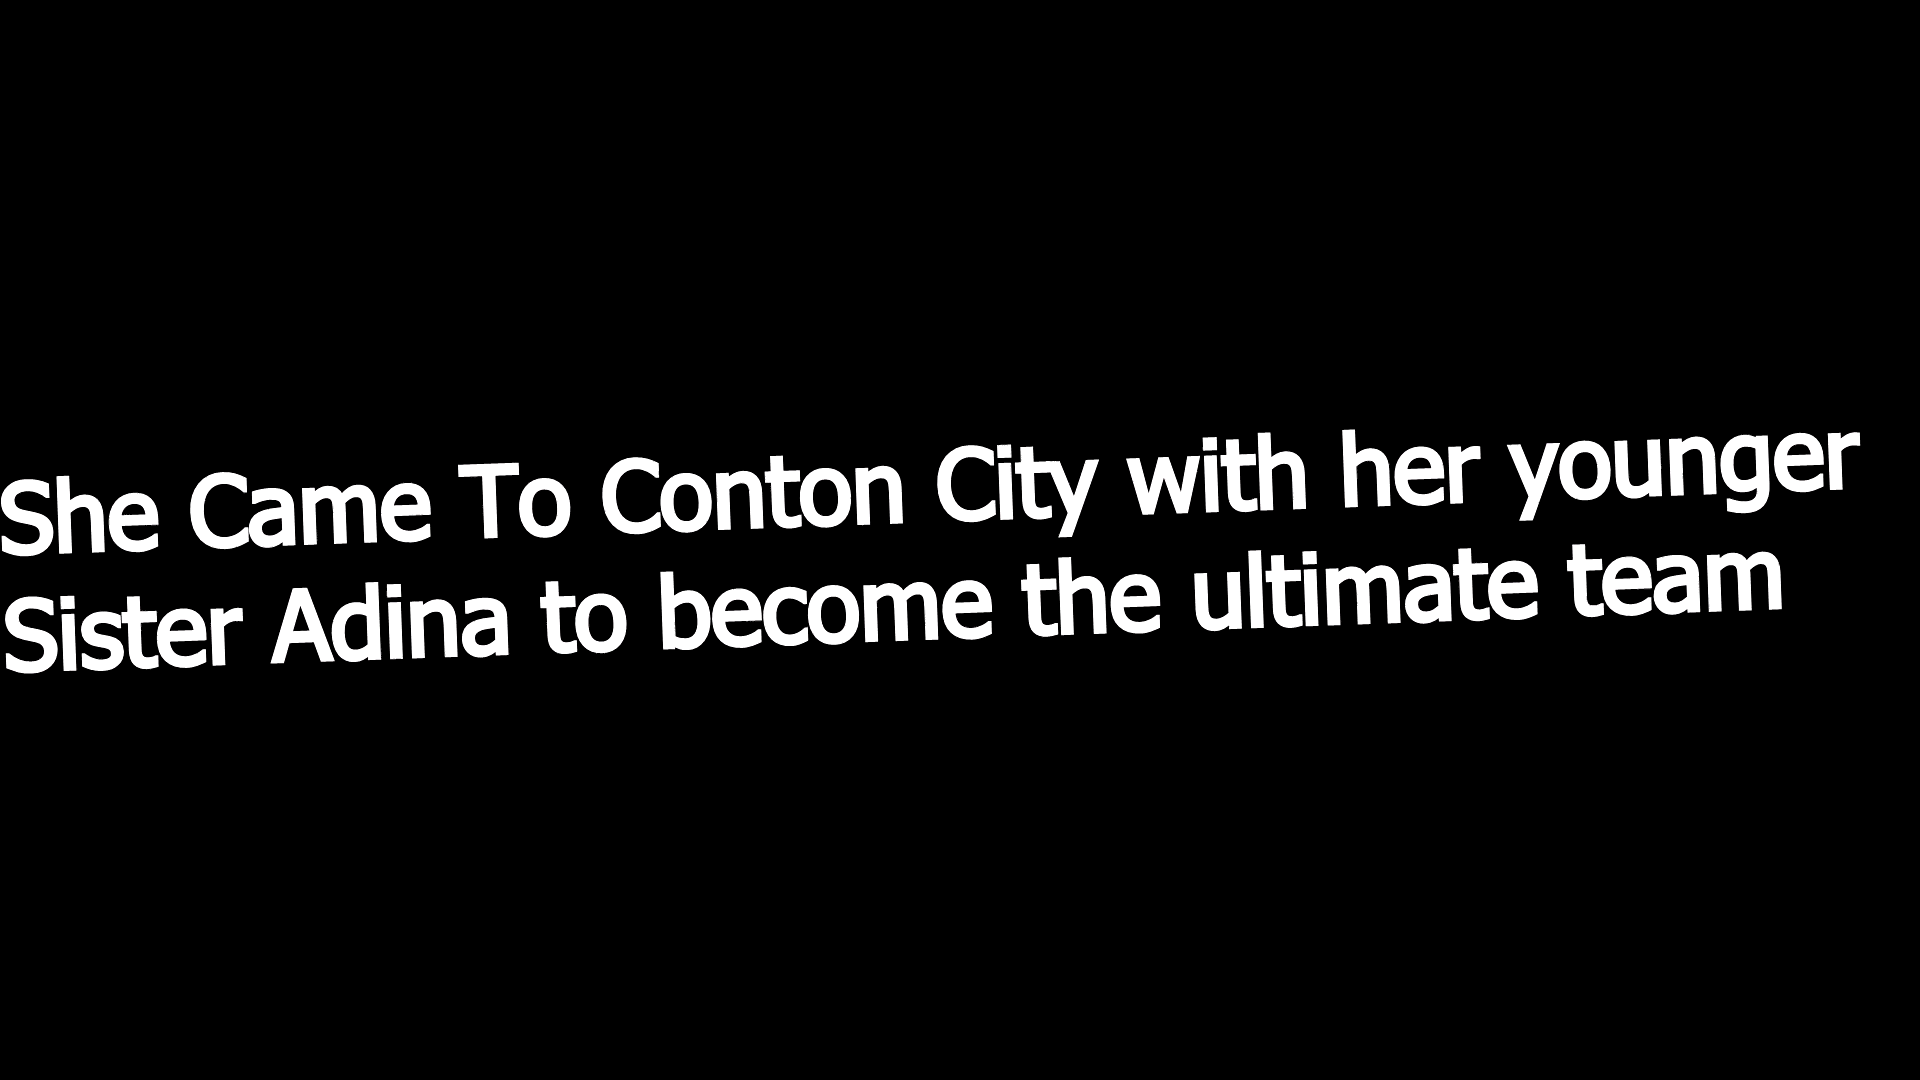 She Came To Conton City with her younger
Sister Adina to become the ultimate team